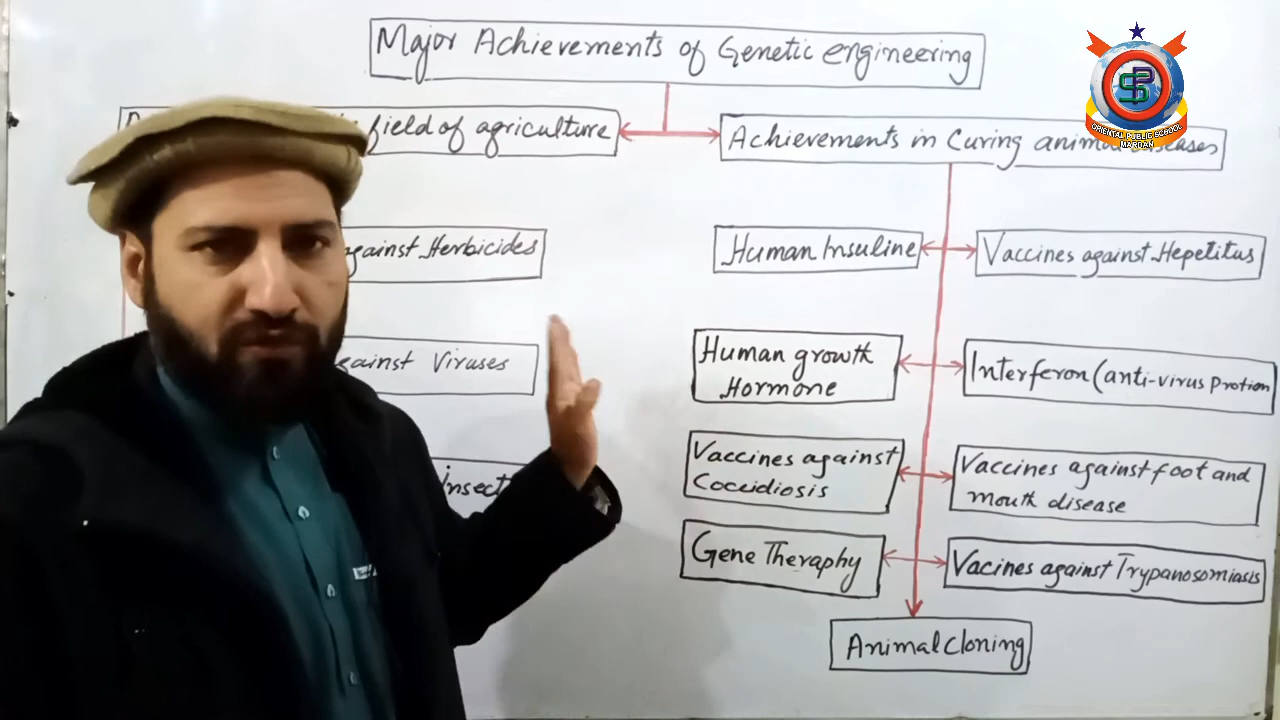 Major Achievements of Genetic engineering
field of agriculture
Achievements in Curing animal diseases
against Herbicides
against Viruses
insect
Human Insuline
Vaccines against Hepetitus
Human growth
Hormone
Interferon (anti-virus protion
Vaccines against
Coccidiosis
Vaccines against foot and
mouth disease
Gene Theraphy
Vacines against Trypanosomiasis
Animal Cloning
ORIENTAL PUBLIC SCHOOL
MARDAN